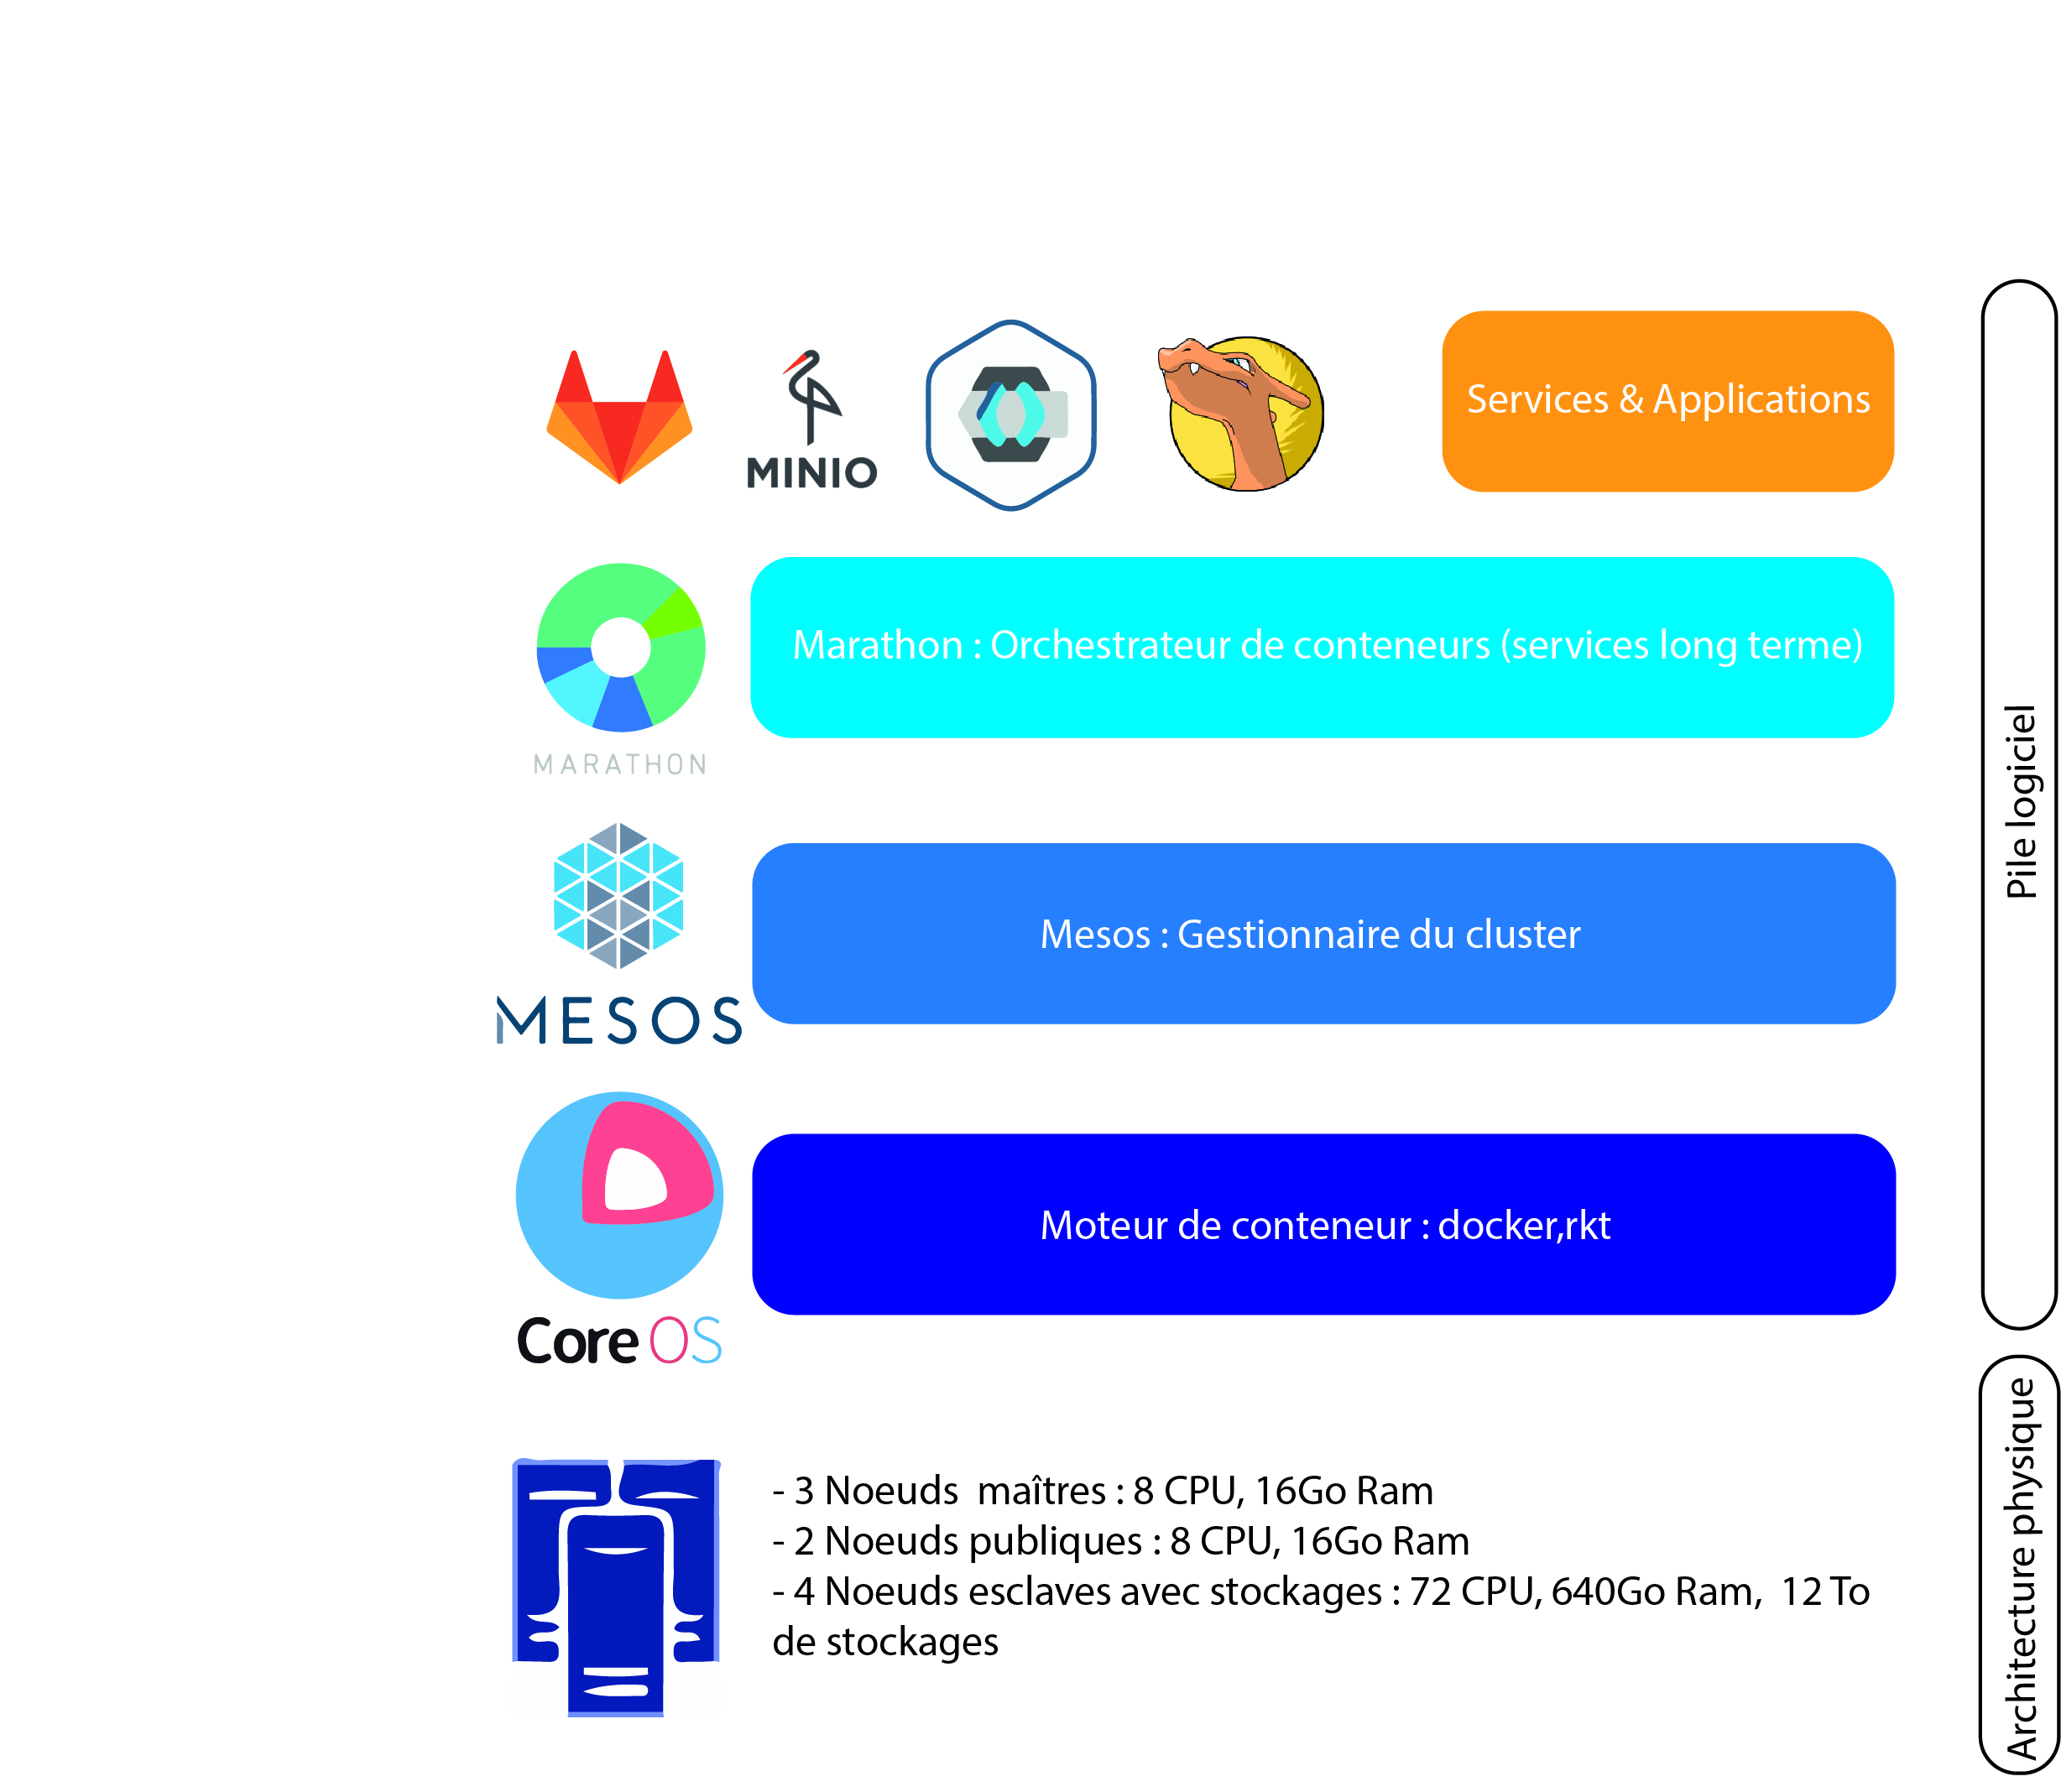 MINIO
Services & Applications
Marathon : Orchestrateur de conteneurs (services long terme)
MARATHON
Mesos : Gestionnaire du cluster
MESOS
Moteur de conteneur : docker,rkt
CoreOS
Pile logiciel
- 3 Noeuds maîtres : 8 CPU, 16Go Ram
- 2 Noeuds publiques : 8 CPU, 16Go Ram
- 4 Noeuds esclaves avec stockages : 72 CPU, 640Go Ram, 12 To
de stockages
Architecture physique